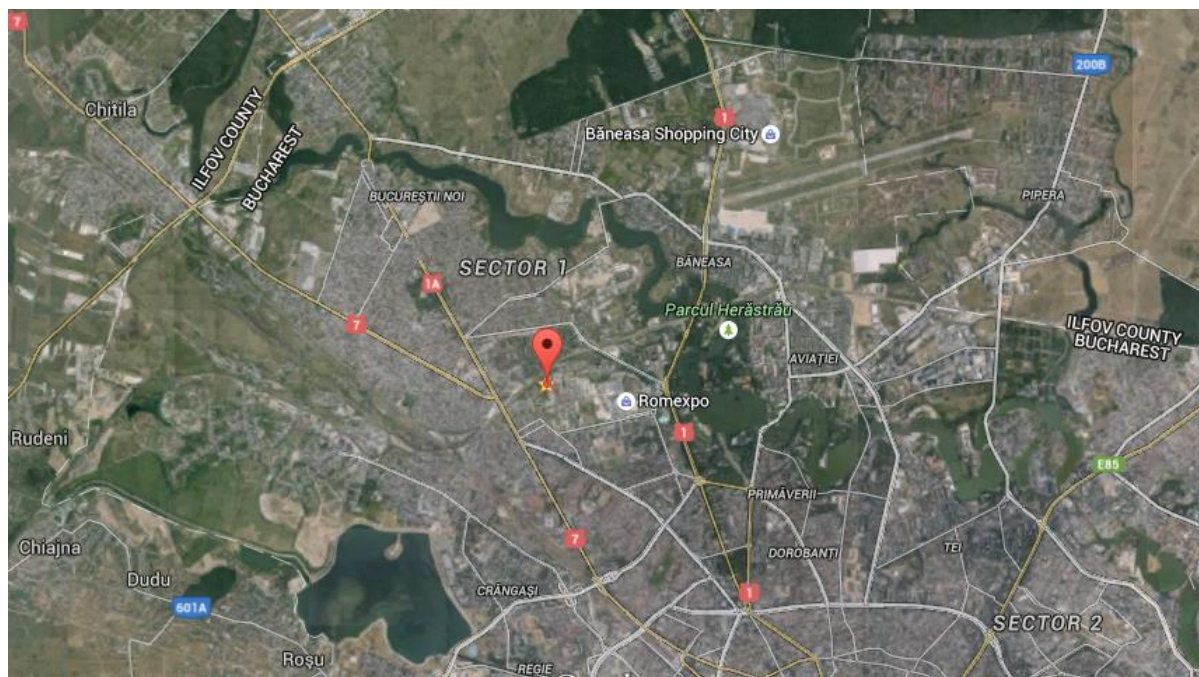 7
200B
Chitila
ILFOV COUNTY
BUCHAREST
1
Băneasa Shopping City
BUCUREȘTII NOI
PIPERA
SECTOR 1
BĂNEASA
1A
Parcul Herăstrău
7
ILFOV COUNTY
BUCHAREST
AVIAȚIEI
Romexpo
Rudeni
1
E85
PRIMĂVERII
Chiajna
7
DOROBANȚI
TEI
Dudu
CRÂNGAȘI
601A
1
SECTOR 2
Roșu
REGIE